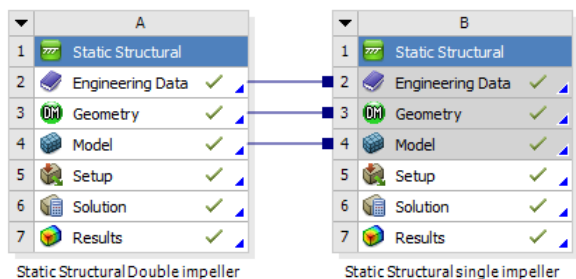 A
1 Static Structural
2 Engineering Data
3 DM Geometry
4 Model
5 Setup
6 Solution
7 Results
Static Structural Double impeller
B
1 Static Structural
2 Engineering Data
3 DM Geometry
4 Model
5 Setup
6 Solution
7 Results
Static Structural single impeller